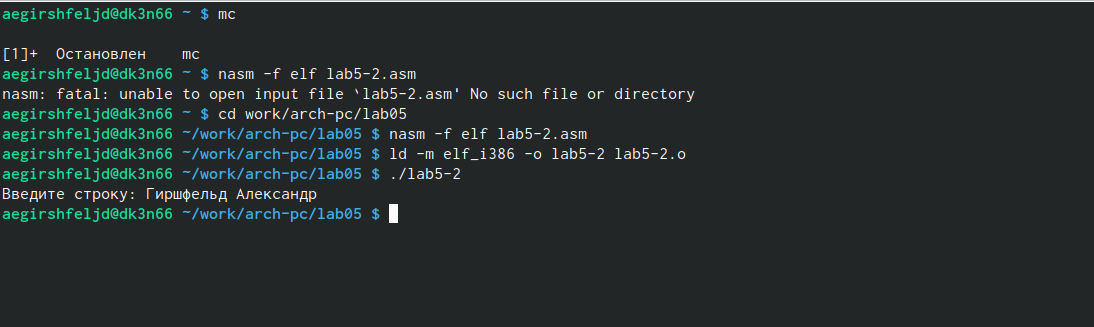 aegirshfeljd@dk3n66 ~ $ mc
[1]+  Остановлен    mc
aegirshfeljd@dk3n66 ~ $ nasm -f elf lab5-2.asm
nasm: fatal: unable to open input file `lab5-2.asm' No such file or directory
aegirshfeljd@dk3n66 ~ $ cd work/arch-pc/lab05
aegirshfeljd@dk3n66 ~/work/arch-pc/lab05 $ nasm -f elf lab5-2.asm
aegirshfeljd@dk3n66 ~/work/arch-pc/lab05 $ ld -m elf_i386 -o lab5-2 lab5-2.o
aegirshfeljd@dk3n66 ~/work/arch-pc/lab05 $ ./lab5-2
Введите строку: Гиршфельд Александр
aegirshfeljd@dk3n66 ~/work/arch-pc/lab05 $